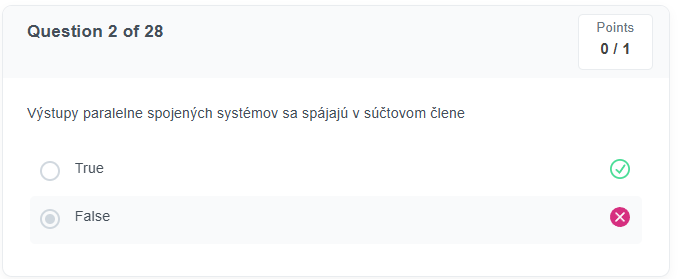 Question 2 of 28
Points
0 / 1
Výstupy paralelne spojených systémov sa spájajú v súčtovom člene
True
False